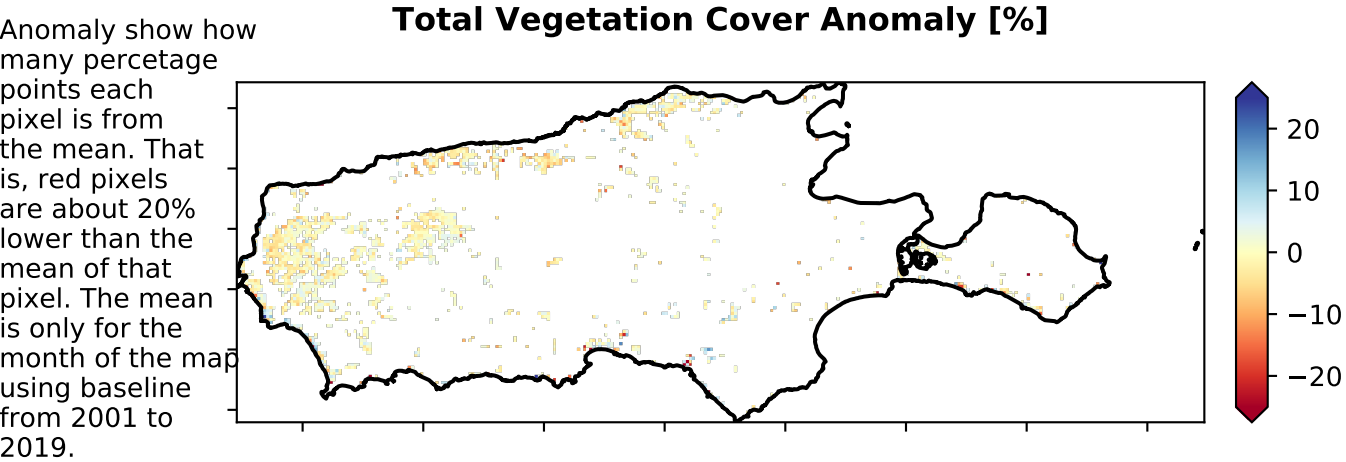 Total Vegetation Cover Anomaly [%]
Anomaly show how
many percetage
points each
pixel is from
the mean. That
is, red pixels
are about 20%
lower than the
mean of that
pixel. The mean
is only for the
month of the map
using baseline
from 2001 to
2019.
20
10
0
−10
−20